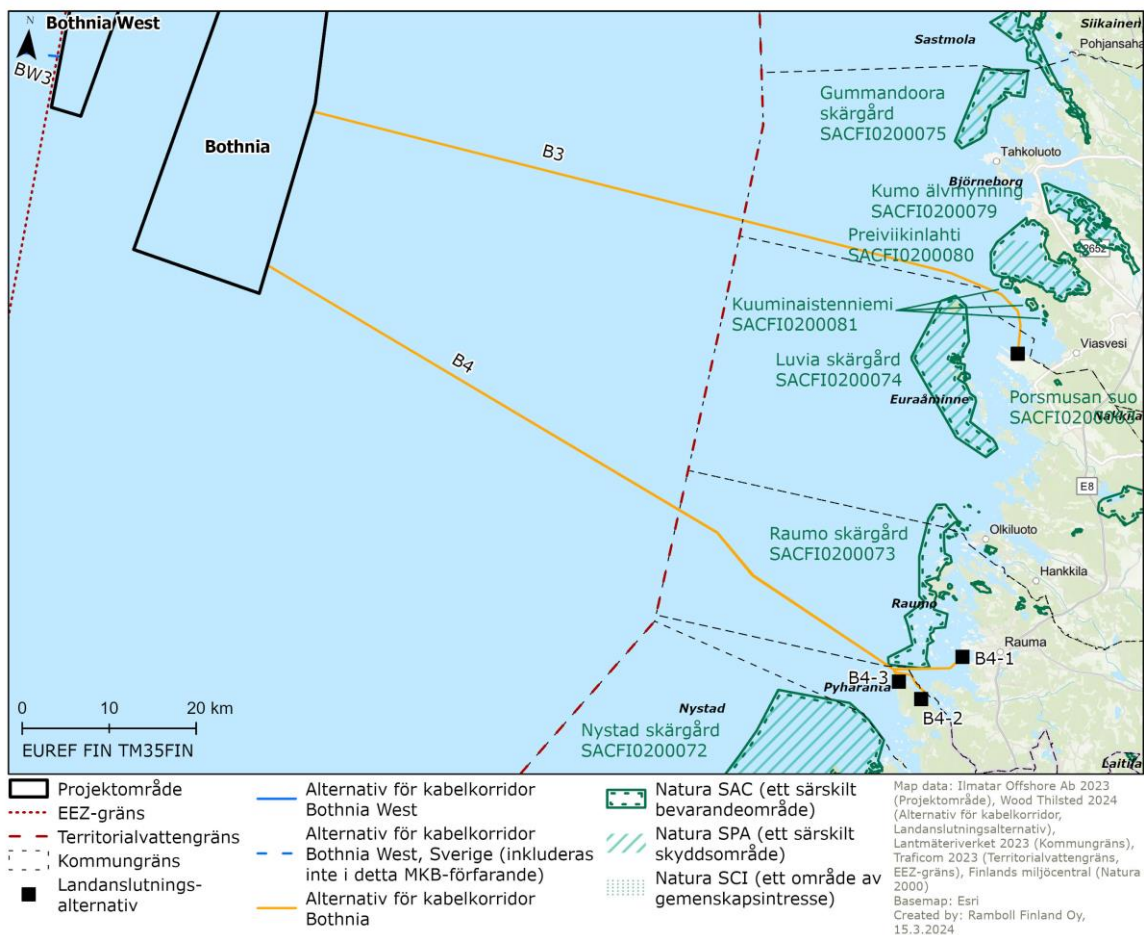 Bothnia West
N
BW3
Bothnia
B3
B4
Sastmola
Siikainen
Pohjansaha
Gummandoora
skärgård
SACFI0200075
Tahkoluoto
Björneborg
Kumo älvmynning
SACFI0200079
Preiviikinlahti
SACFI0200080
2652
Kuuminaistenniemi
SACFI0200081
Viasvesi
Luvia skärgård
SACFI0200074
Euraåminne
Porsmusan suo
Nakkila
E8
Raumo skärgård
SACFI0200073
Olkiluoto
Hankkila
Raumo
Rauma
B4-1
B4-3
Pyhäranta
B4-2
Nystad
Nystad skärgård
SACFI0200072
Laitila
0 10 20 km
EUREF FIN TM35FIN
Projektområde
EEZ-gräns
Territorialvattengräns
Kommungräns
Landanslutnings-
alternativ
Alternativ för kabelkorridor
Bothnia West
Alternativ för kabelkorridor
Bothnia West, Sverige (inkluderas
inte i detta MKB-förfarande)
Alternativ för kabelkorridor
Bothnia
Natura SAC (ett särskilt
bevarandeområde)
Natura SPA (ett särskilt
skyddsområde)
Natura SCI (ett område av
gemenskapsintresse)
Map data: Ilmatar Offshore Ab 2023
(Projektområde), Wood Thilsted 2024
(Alternativ för kabelkorridor,
Landanslutningsalternativ),
Lantmäteriverket 2023 (Kommungräns),
Traficom 2023 (Territorialvattengräns,
EEZ-gräns), Finlands miljöcentral (Natura
2000)
Basemap: Esri
Created by: Ramboll Finland Oy,
15.3.2024